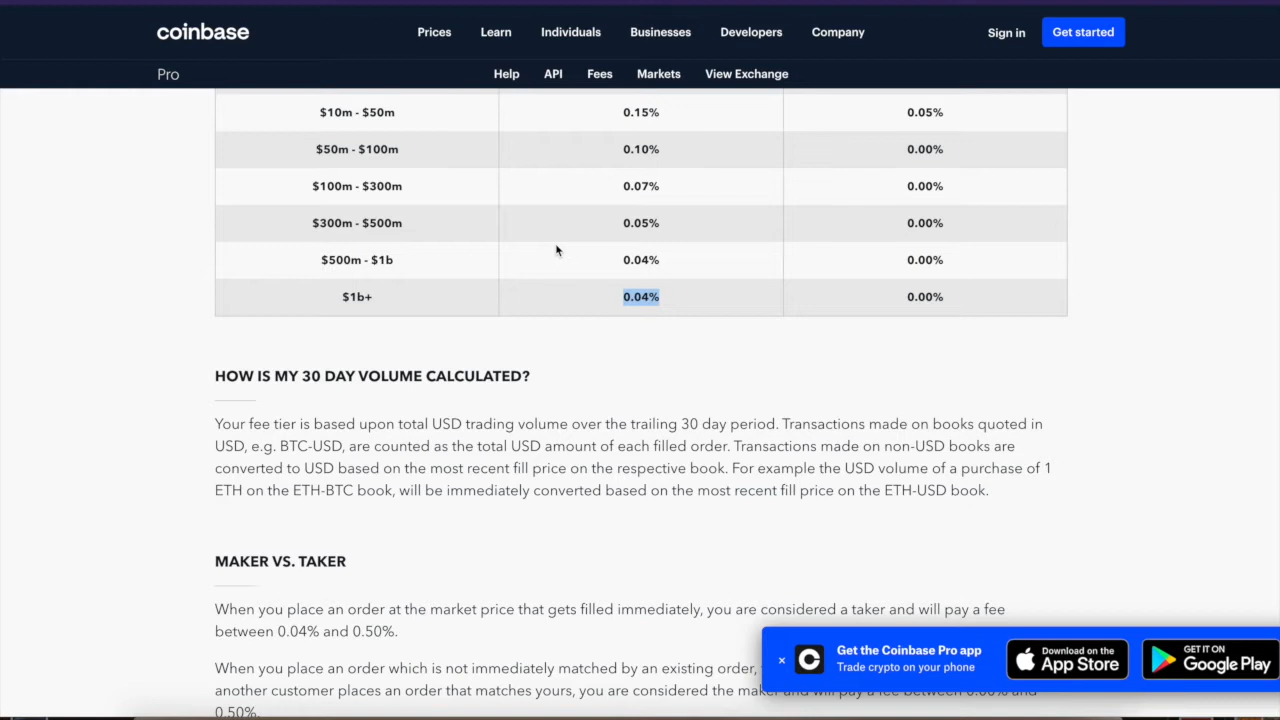 coinbase
Prices Learn Individuals Businesses Developers Company
Sign in Get started
Pro
Help API Fees Markets View Exchange
$10m - $50m 0.15% 0.05%
$50m - $100m 0.10% 0.00%
$100m - $300m 0.07% 0.00%
$300m - $500m 0.05% 0.00%
$500m - $1b 0.04% 0.00%
$1b+ 0.04% 0.00%
HOW IS MY 30 DAY VOLUME CALCULATED?
Your fee tier is based upon total USD trading volume over the trailing 30 day period. Transactions made on books quoted in
USD, e.g. BTC-USD, are counted as the total USD amount of each filled order. Transactions made on non-USD books are
converted to USD based on the most recent fill price on the respective book. For example the USD volume of a purchase of 1
ETH on the ETH-BTC book, will be immediately converted based on the most recent fill price on the ETH-USD book.
MAKER VS. TAKER
When you place an order at the market price that gets filled immediately, you are considered a taker and will pay a fee
between 0.04% and 0.50%.
When you place an order which is not immediately matched by an existing order,
another customer places an order that matches yours, you are considered the maker and will pay a fee between 0.00% and
0.50%.
Get the Coinbase Pro app
Trade crypto on your phone
Download on the
App Store
GET IT ON
Google Play